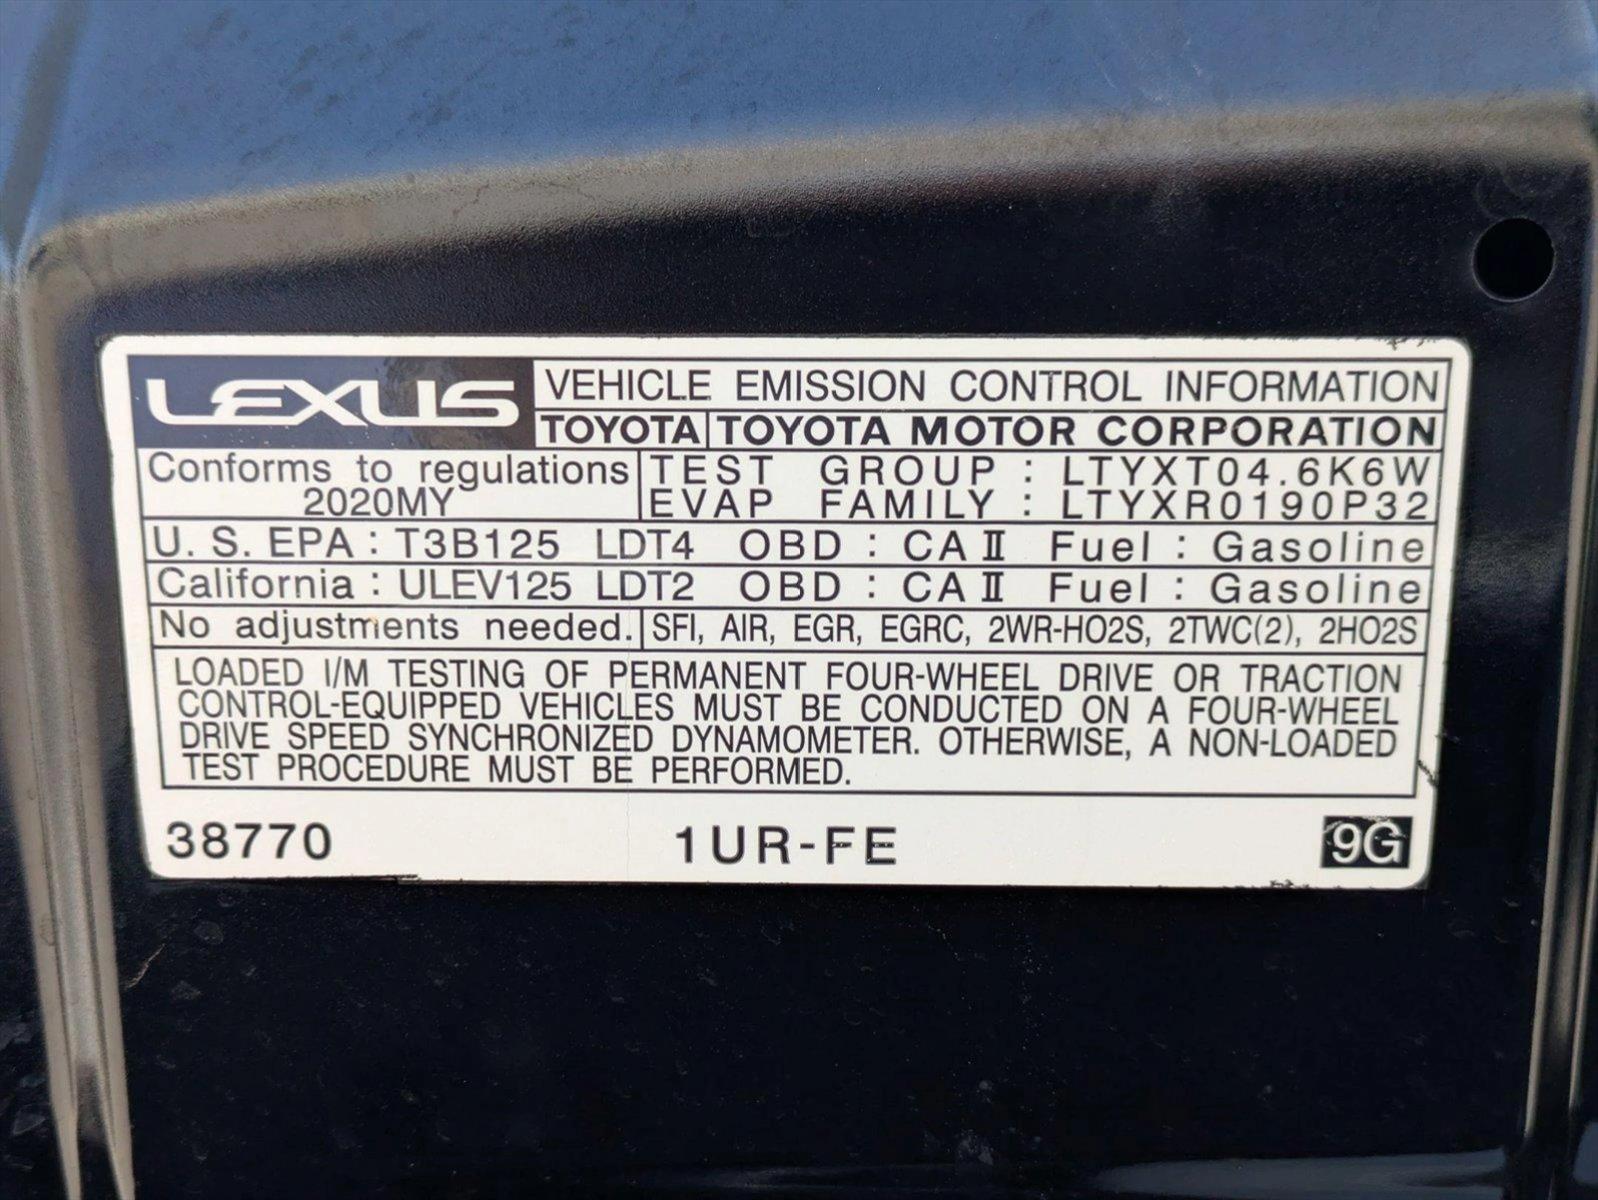 LEXUS VEHICLE EMISSION CONTROL INFORMATION
TOYOTA TOYOTA MOTOR CORPORATION
Conforms to regulations TEST GROUP : LTYXT04.6K6W
2020MY EVAP FAMILY : LTYXR0190P32
U. S. EPA : T3B125 LDT4 OBD : CAⅡ Fuel : Gasoline
California : ULEV125 LDT2 OBD : CAⅡ Fuel : Gasoline
No adjustments needed. SFI, AIR, EGR, EGRC, 2WR-HO2S, 2TWC(2), 2HO2S
LOADED I/M TESTING OF PERMANENT FOUR-WHEEL DRIVE OR TRACTION
CONTROL-EQUIPPED VEHICLES MUST BE CONDUCTED ON A FOUR-WHEEL
DRIVE SPEED SYNCHRONIZED DYNAMOMETER. OTHERWISE, A NON-LOADED
TEST PROCEDURE MUST BE PERFORMED.
38770 1UR-FE 9G